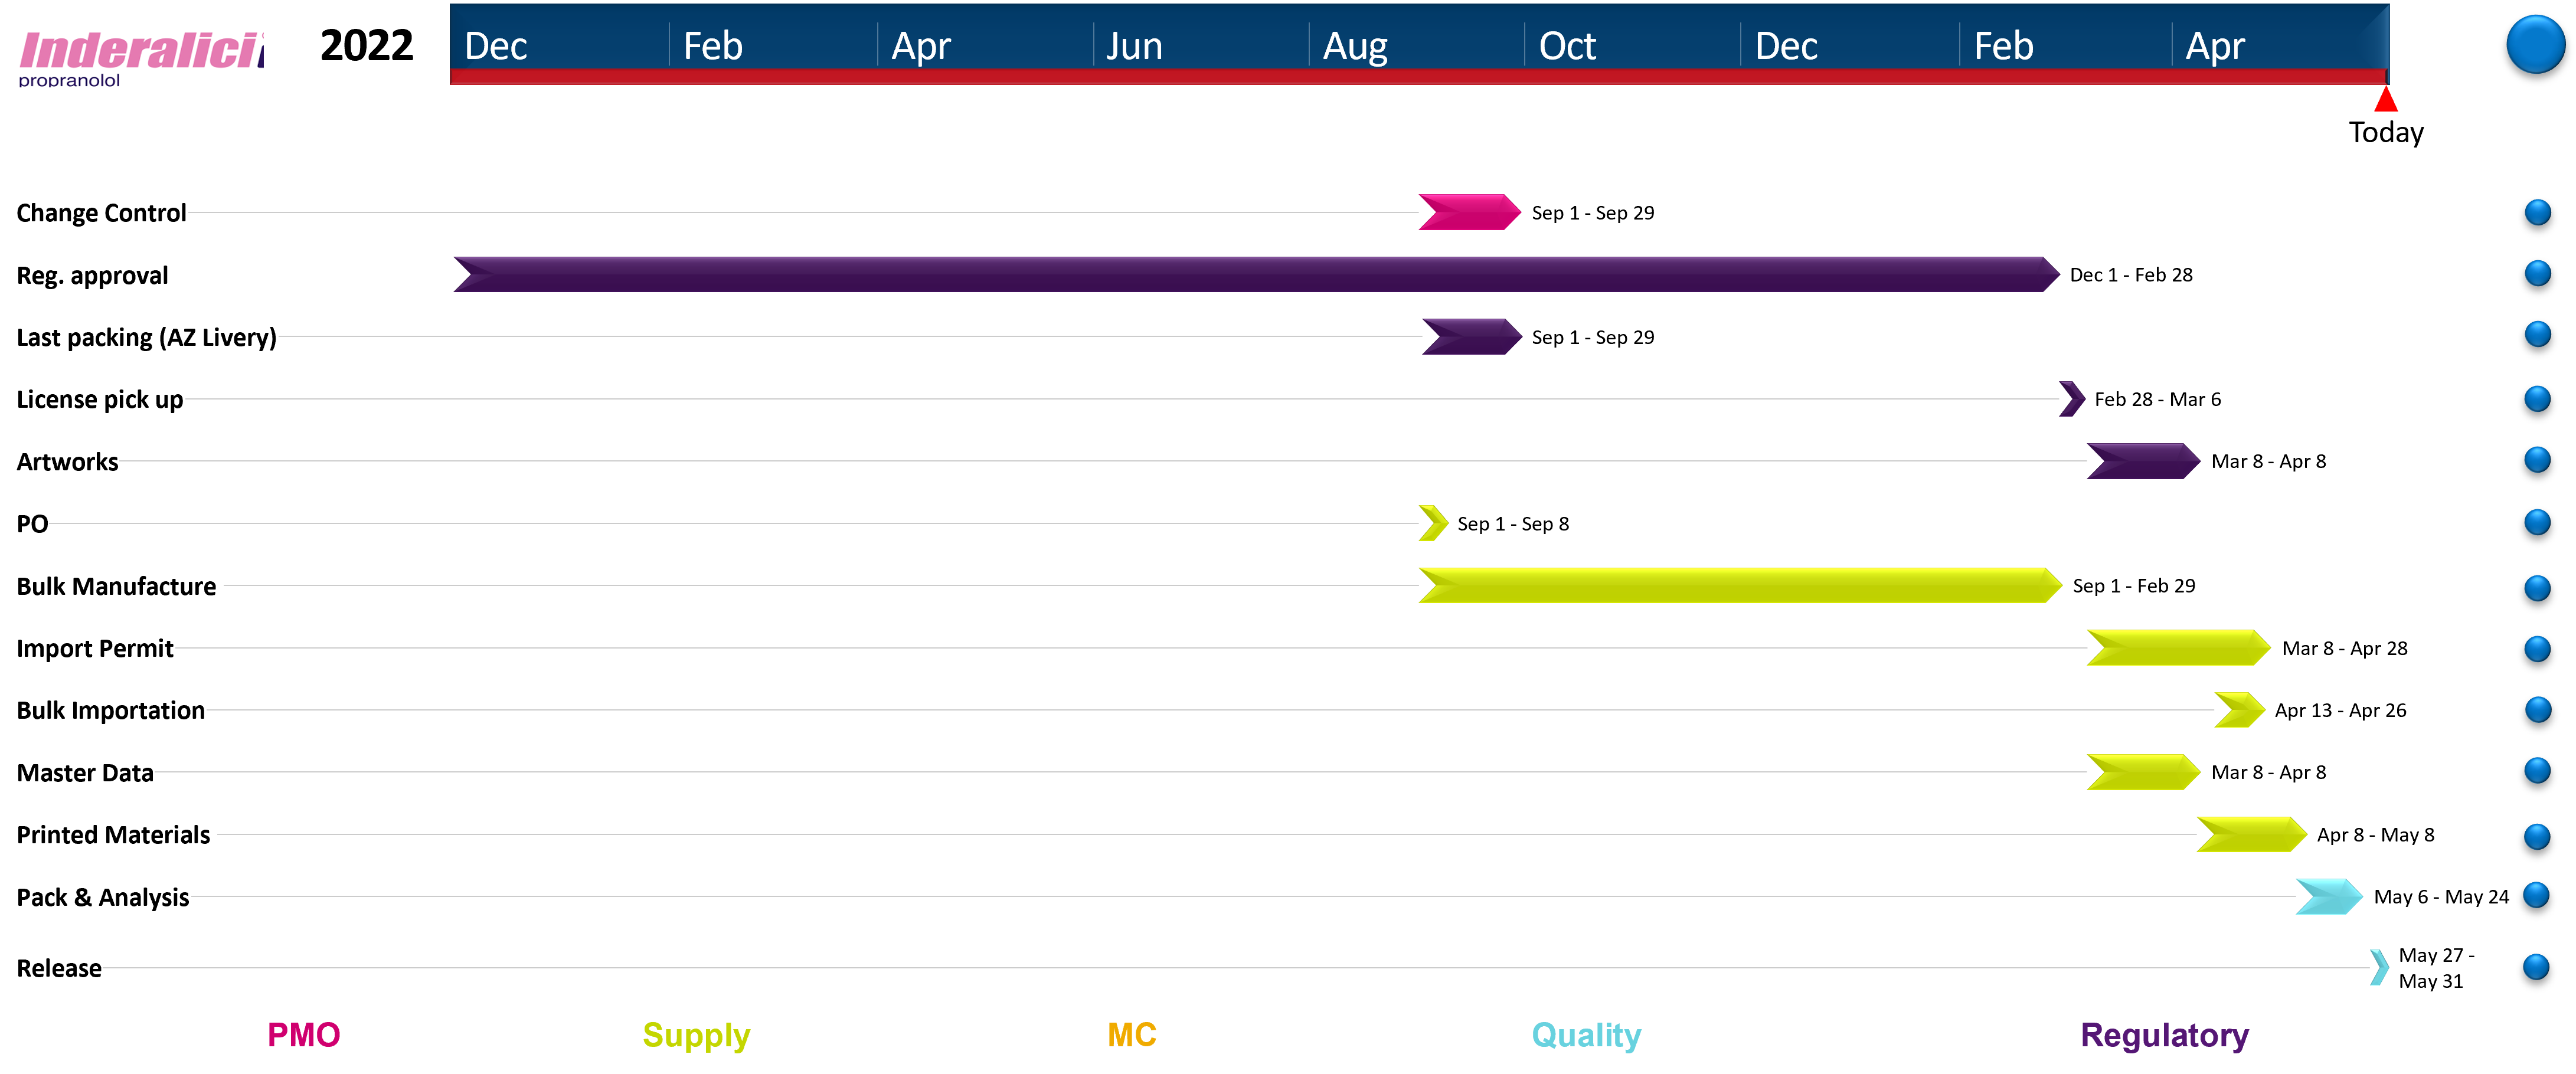 Inderalici
propranolol
2022
Dec Feb Apr Jun Aug Oct Dec Feb Apr
Today
Change Control Sep 1 - Sep 29
Reg. approval Dec 1 - Feb 28
Last packing (AZ Livery) Sep 1 - Sep 29
License pick up Feb 28 - Mar 6
Artworks Mar 8 - Apr 8
PO Sep 1 - Sep 8
Bulk Manufacture Sep 1 - Feb 29
Import Permit Mar 8 - Apr 28
Bulk Importation Apr 13 - Apr 26
Master Data Mar 8 - Apr 8
Printed Materials Apr 8 - May 8
Pack & Analysis May 6 - May 24
Release May 27 -
May 31
PMO Supply MC Quality Regulatory